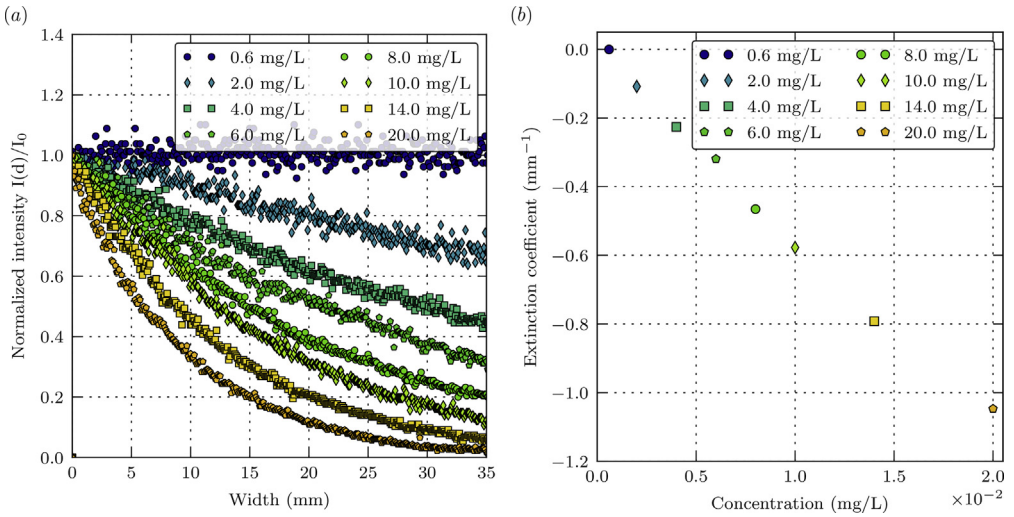 (a)
1.4
1.2
1.0
0.8
0.6
0.4
0.2
0.0
Normalized intensity I(d)/I0
0.6 mg/L
2.0 mg/L
4.0 mg/L
6.0 mg/L
8.0 mg/L
10.0 mg/L
14.0 mg/L
20.0 mg/L
0 5 10 15 20 25 30 35
Width (mm)
(b)
0.0
−0.2
−0.4
−0.6
−0.8
−1.0
−1.2
Extinction coefficient (mm−1)
0.6 mg/L
2.0 mg/L
4.0 mg/L
6.0 mg/L
8.0 mg/L
10.0 mg/L
14.0 mg/L
20.0 mg/L
0.0 0.5 1.0 1.5 2.0
×10−2
Concentration (mg/L)